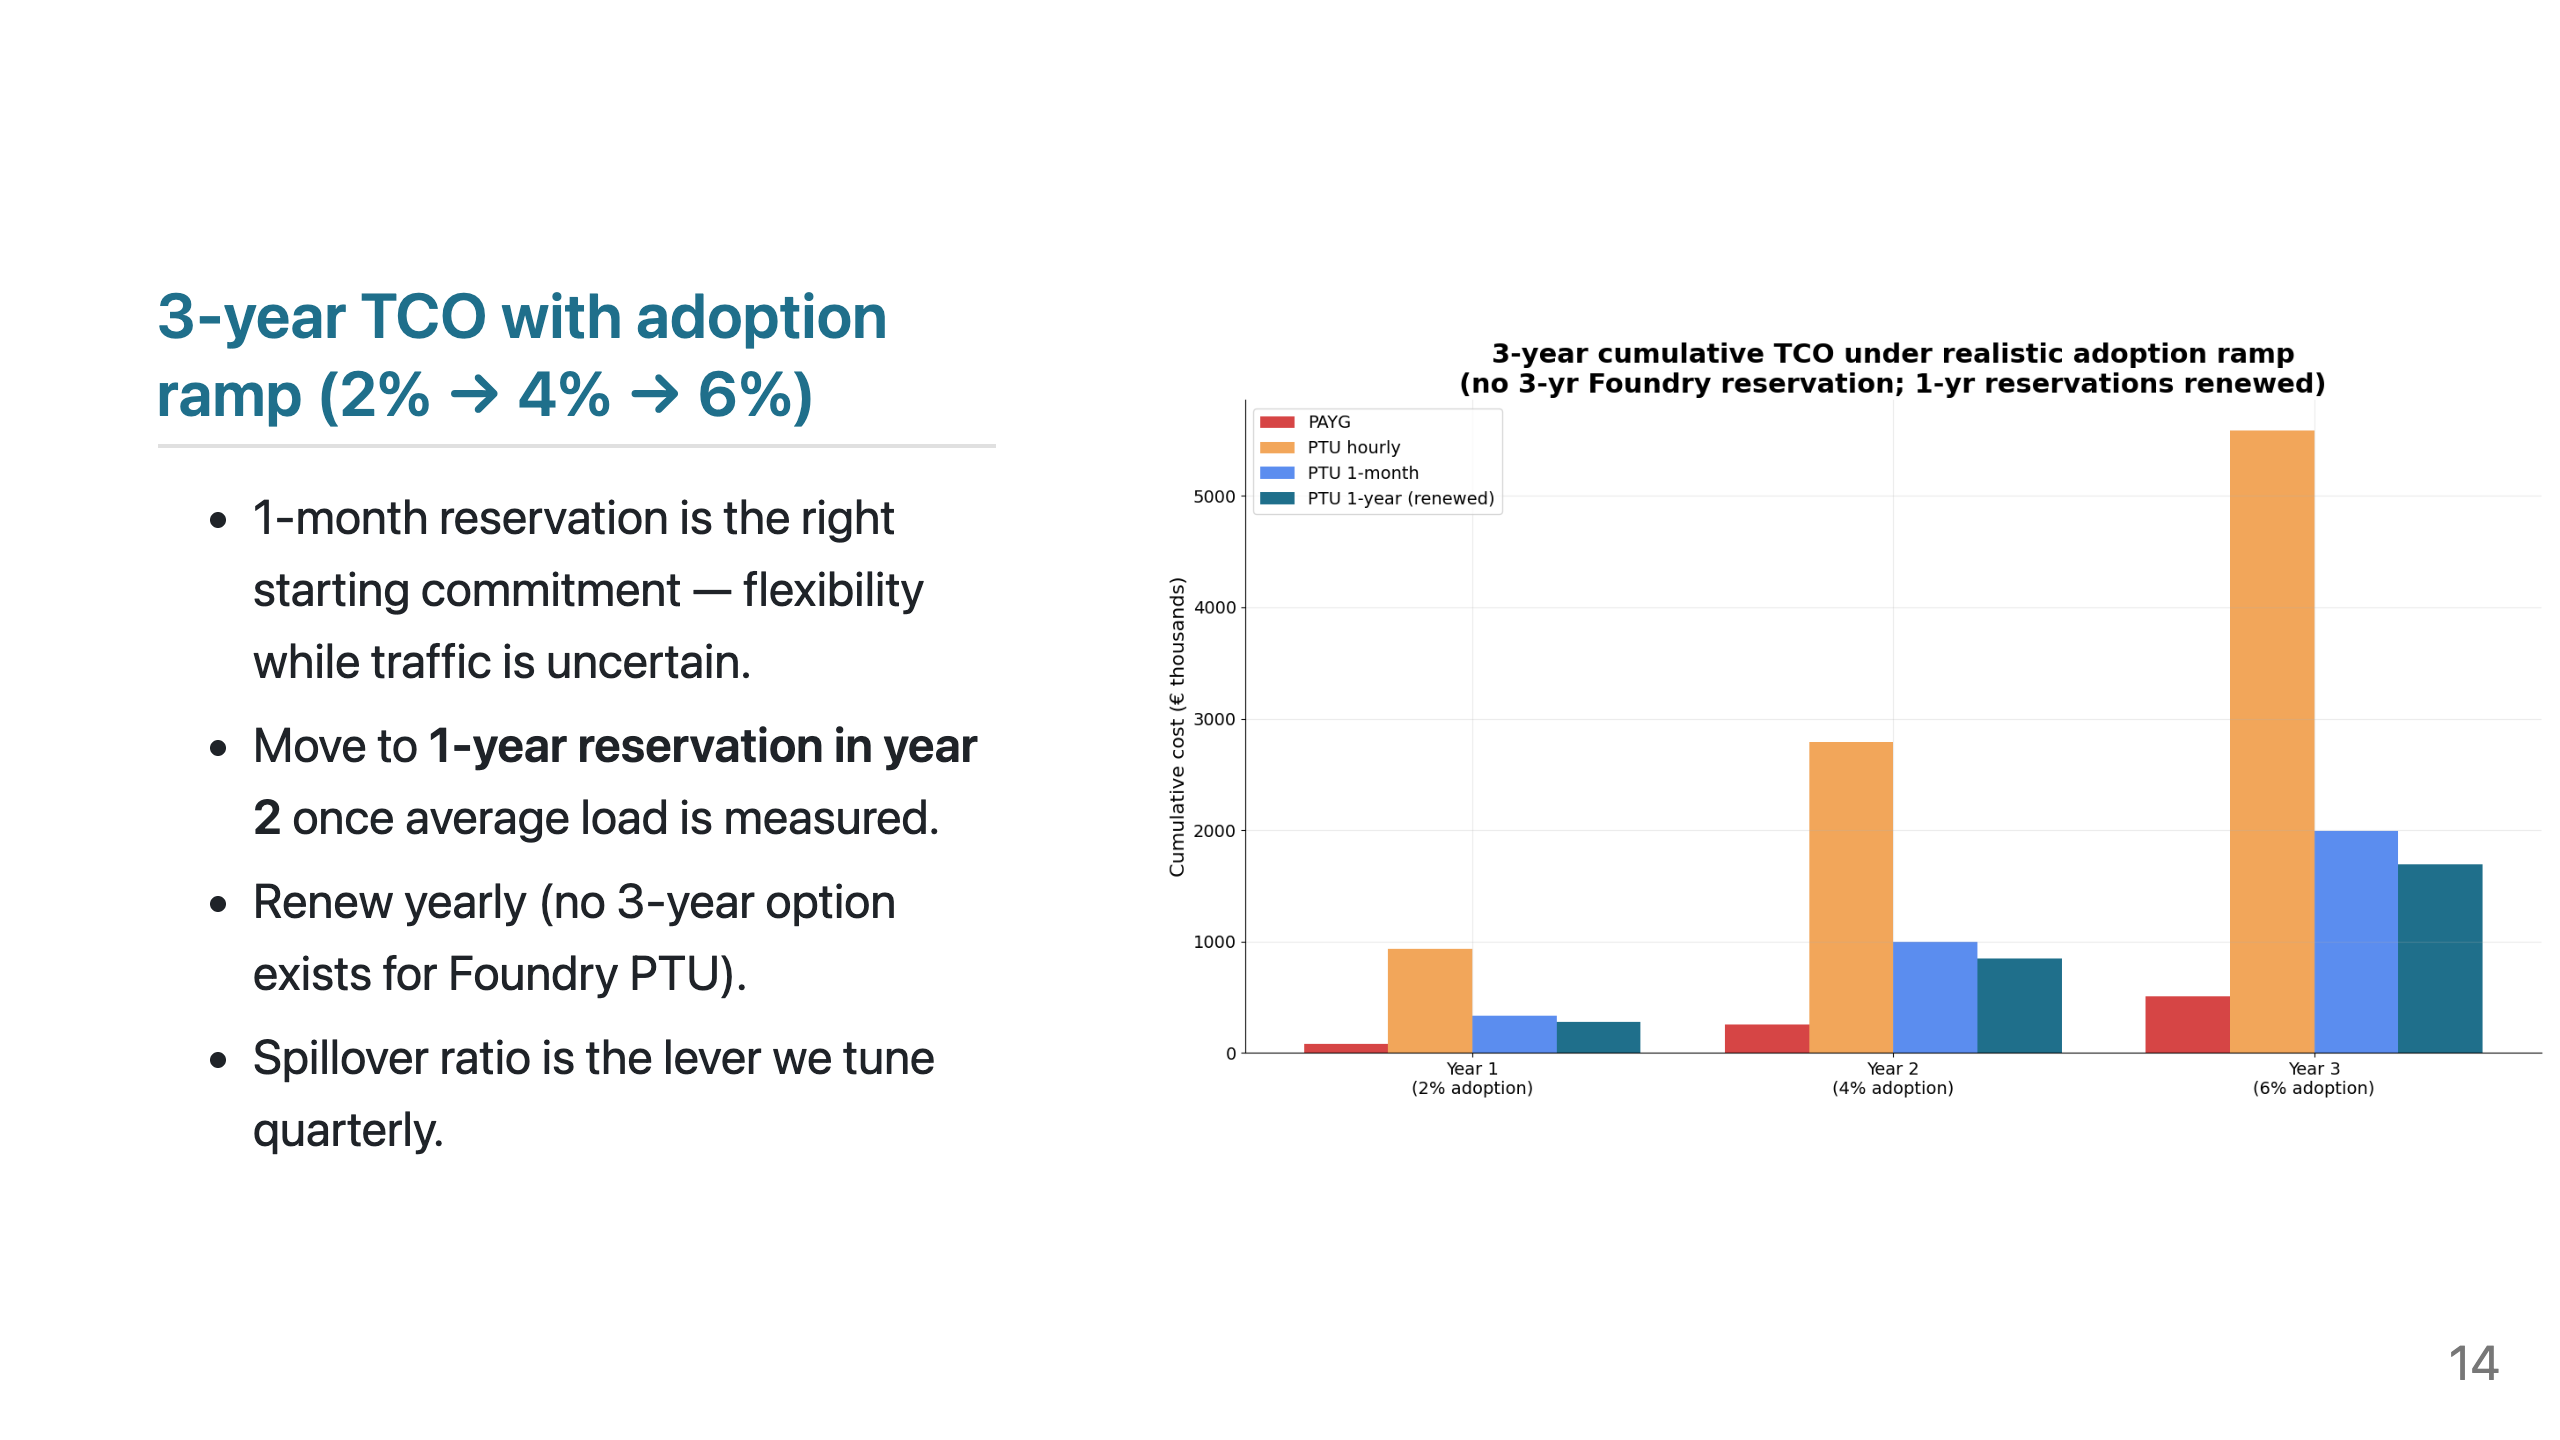 3-year TCO with adoption
ramp (2% → 4% → 6%)
• 1-month reservation is the right
starting commitment — flexibility
while traffic is uncertain.
• Move to 1-year reservation in year
2 once average load is measured.
• Renew yearly (no 3-year option
exists for Foundry PTU).
• Spillover ratio is the lever we tune
quarterly.
3-year cumulative TCO under realistic adoption ramp
(no 3-yr Foundry reservation; 1-yr reservations renewed)
PAYG
PTU hourly
PTU 1-month
PTU 1-year (renewed)
Cumulative cost (€ thousands)
5000
4000
3000
2000
1000
0
Year 1
(2% adoption)
Year 2
(4% adoption)
Year 3
(6% adoption)
14